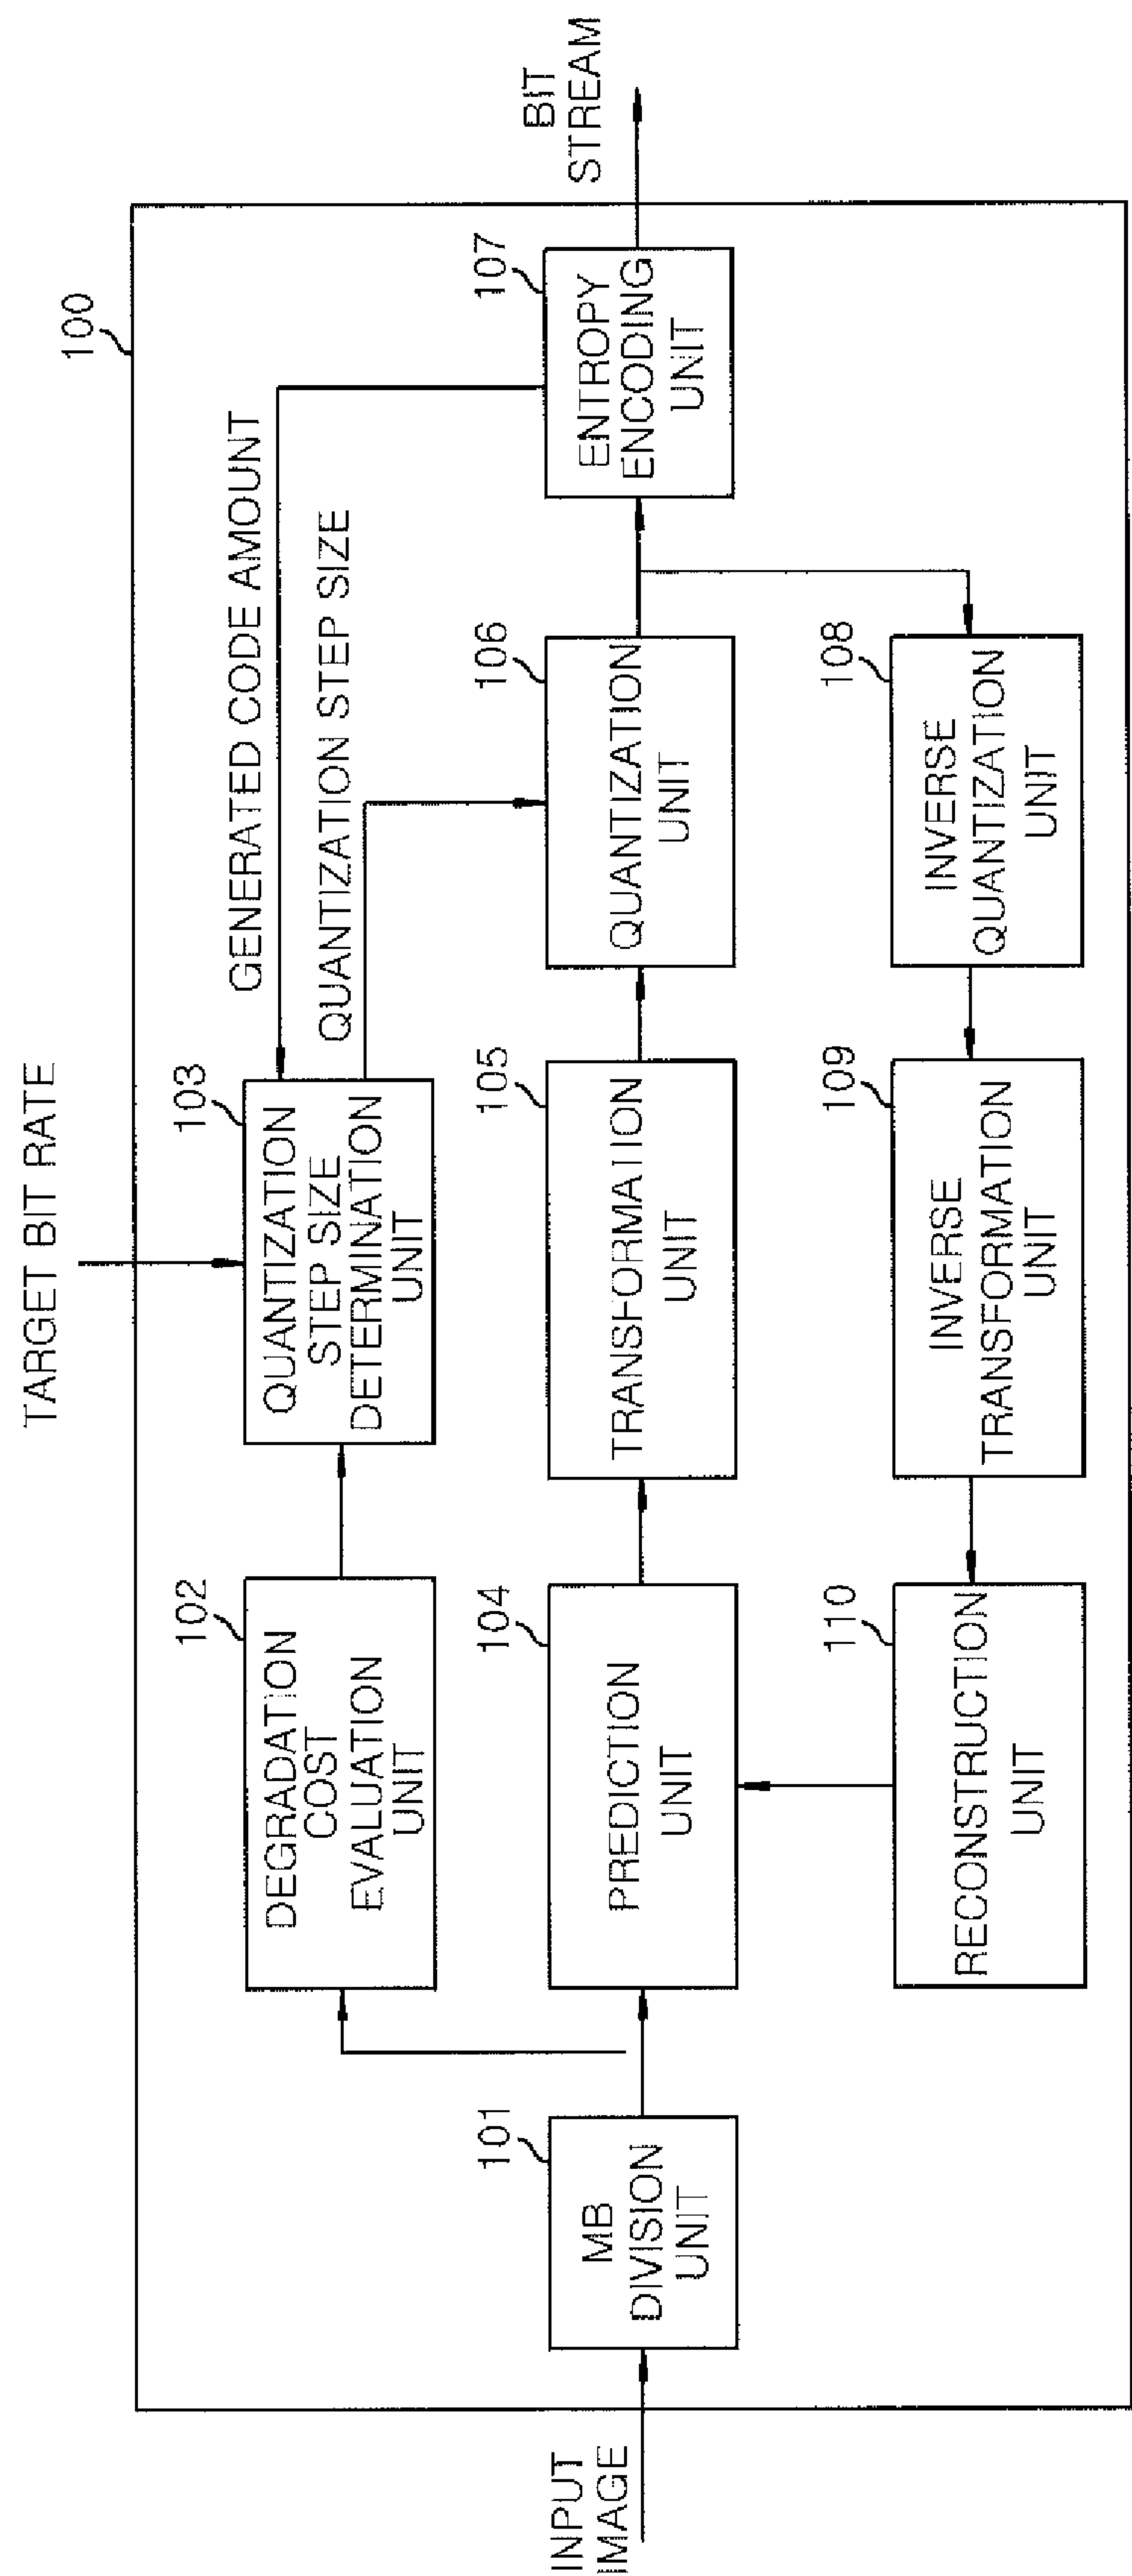 TARGET BIT RATE
100
GENERATED CODE AMOUNT
QUANTIZATION STEP SIZE
102
DEGRADATION
COST
EVALUATION
UNIT
103
QUANTIZATION
STEP SIZE
DETERMINATION
UNIT
INPUT
IMAGE
101
MB
DIVISION
UNIT
104
PREDICTION
UNIT
105
TRANSFORMATION
UNIT
106
QUANTIZATION
UNIT
107
ENTROPY
ENCODING
UNIT
BIT
STREAM
110
RECONSTRUCTION
UNIT
109
INVERSE
TRANSFORMATION
UNIT
108
INVERSE
QUANTIZATION
UNIT